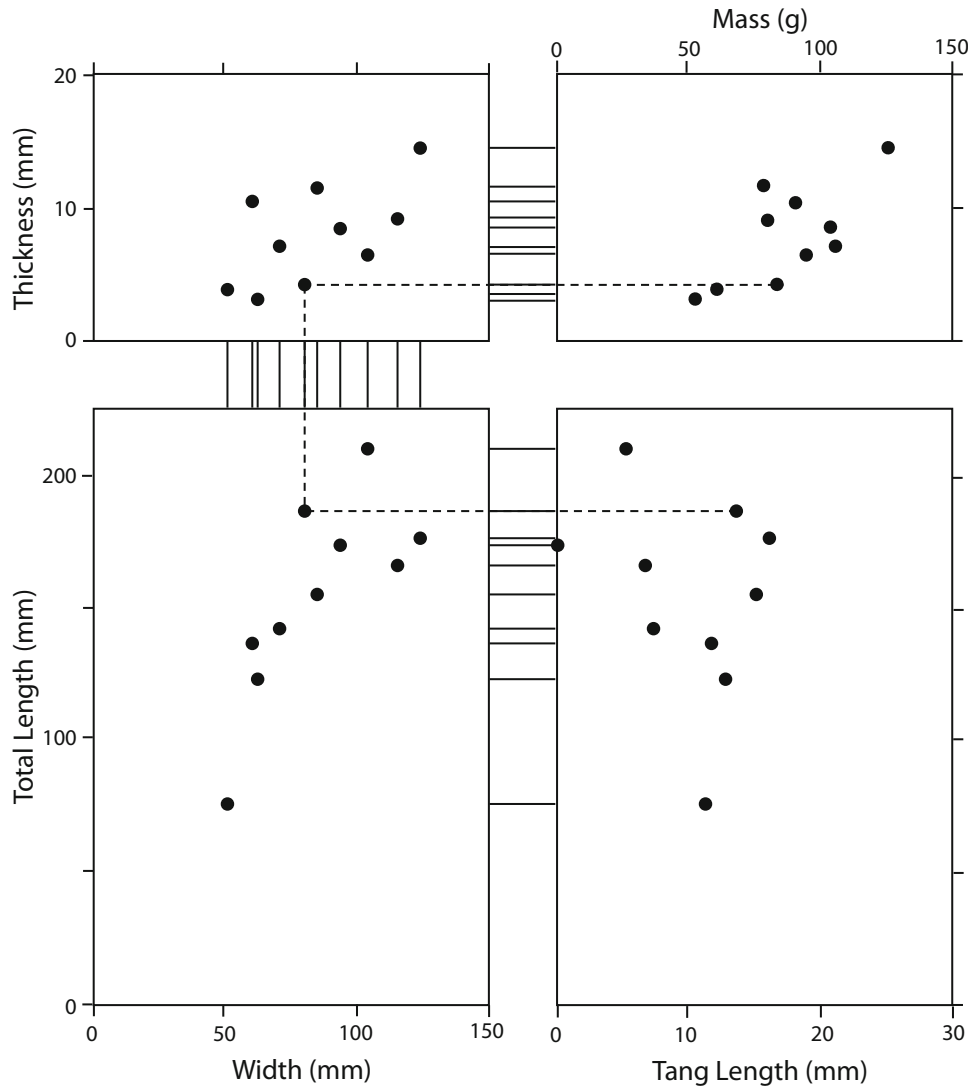 Mass (g)
0 50 100 150
20
10
0
Thickness (mm)
200
100
0
Total Length (mm)
0 50 100 150
0 10 20 30
Width (mm)
Tang Length (mm)